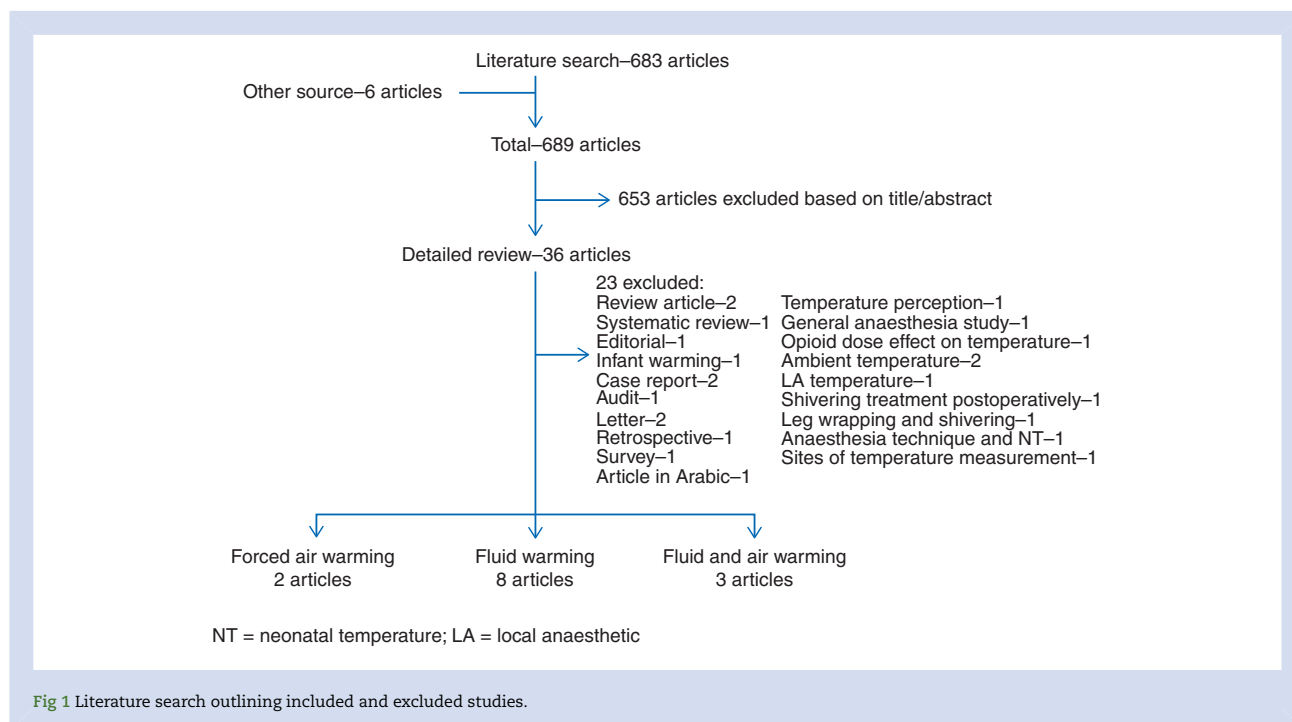 Literature search–683 articles
Other source–6 articles
Total–689 articles
653 articles excluded based on title/abstract
Detailed review–36 articles
23 excluded:
Review article–2
Systematic review–1
Editorial–1
Infant warming–1
Case report–2
Audit–1
Letter–2
Retrospective–1
Survey–1
Article in Arabic–1
Temperature perception–1
General anaesthesia study–1
Opioid dose effect on temperature–1
Ambient temperature–2
LA temperature–1
Shivering treatment postoperatively–1
Leg wrapping and shivering–1
Anaesthesia technique and NT–1
Sites of temperature measurement–1
Forced air warming
2 articles
Fluid warming
8 articles
Fluid and air warming
3 articles
NT = neonatal temperature; LA = local anaesthetic
Fig 1 Literature search outlining included and excluded studies.